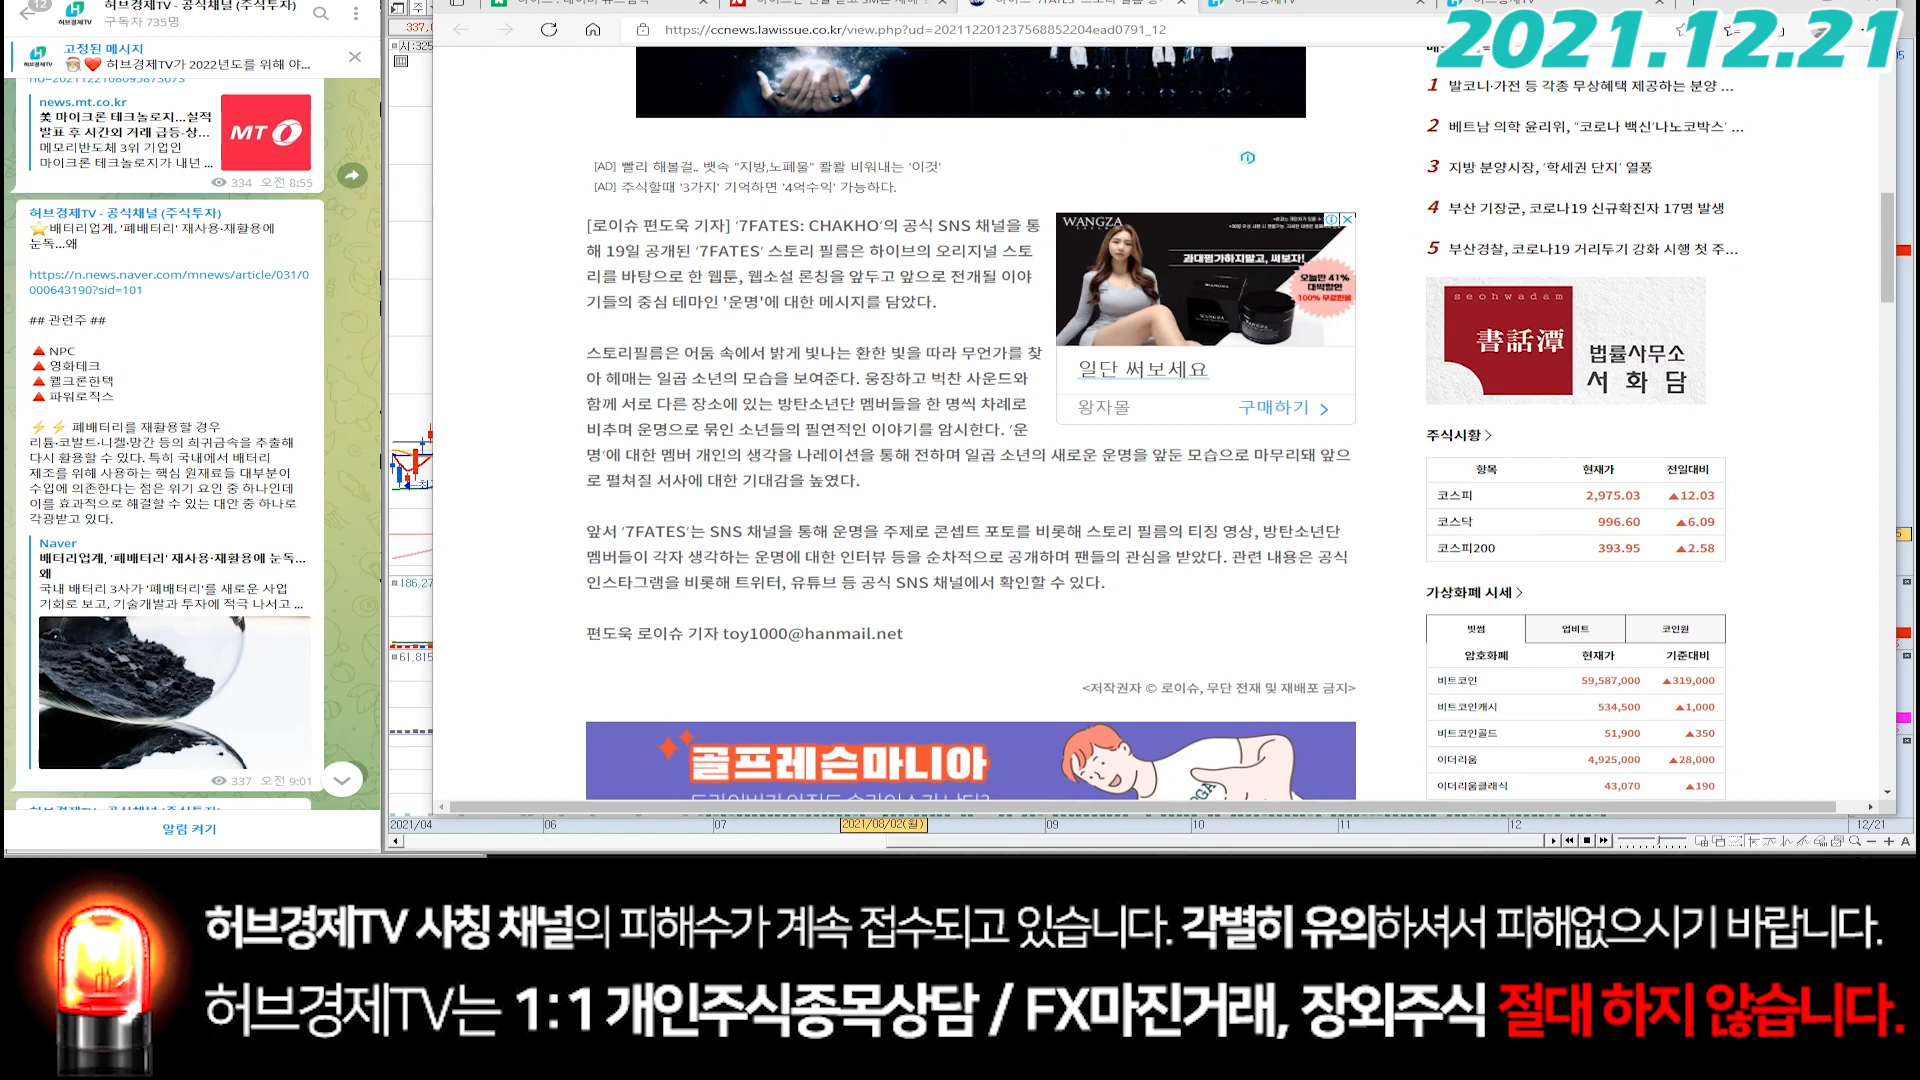 12
허브경제TV - 공식채널 (주식투자)
구독자 735명
고정된 메시지
허브경제TV가 2022년도를 위해 야...
news.mt.co.kr
美 마이크론 테크놀로지...실적
발표 후 시간외 거래 급등-상...
메모리반도체 3위 기업인
마이크론 테크놀로지가 내년 ...
MT
334 오전 8:55
허브경제TV - 공식채널 (주식투자)
⭐배터리업계, '폐배터리' 재사용·재활용에
눈독...왜
https://n.news.naver.com/mnews/article/031/0
000643190?sid=101
## 관련주 ##
🔺 NPC
🔺 영화테크
🔺 웰크론한텍
🔺 파워로직스
⚡⚡ 폐배터리를 재활용할 경우
리튬·코발트·니켈·망간 등의 희귀금속을 추출해
다시 활용할 수 있다. 특히 국내에서 배터리
제조를 위해 사용하는 핵심 원재료들 대부분이
수입에 의존한다는 점은 위기 요인 중 하나인데
이를 효과적으로 해결할 수 있는 대안 중 하나로
각광받고 있다.
Naver
배터리업계, '폐배터리' 재사용·재활용에 눈독...
왜
국내 배터리 3사가 '폐배터리'를 새로운 사업
기회로 보고, 기술개발과 투자에 적극 나서고 ...
337 오전 9:01
알림 켜기
https://ccnews.lawissue.co.kr/view.php?ud=202112201237568852204ead0791_12
2021.12.21
[AD] 빨리 해볼걸.. 뱃속 "지방,노폐물" 콸콸 비워내는 '이것'
[AD] 주식할때 '3가지' 기억하면 '4억수익' 가능하다.
[로이슈 편도욱 기자] '7FATES: CHAKHO'의 공식 SNS 채널을 통
해 19일 공개된 '7FATES' 스토리 필름은 하이브의 오리지널 스토
리를 바탕으로 한 웹툰, 웹소설 론칭을 앞두고 앞으로 전개될 이야
기들의 중심 테마인 '운명'에 대한 메시지를 담았다.
스토리필름은 어둠 속에서 밝게 빛나는 환한 빛을 따라 무언가를 찾
아 헤매는 일곱 소년의 모습을 보여준다. 웅장하고 벅찬 사운드와
함께 서로 다른 장소에 있는 방탄소년단 멤버들을 한 명씩 차례로
비추며 운명으로 묶인 소년들의 필연적인 이야기를 암시한다. '운
명'에 대한 멤버 개인의 생각을 나레이션을 통해 전하며 일곱 소년의 새로운 운명을 앞둔 모습으로 마무리돼 앞으
로 펼쳐질 서사에 대한 기대감을 높였다.
앞서 '7FATES'는 SNS 채널을 통해 운명을 주제로 콘셉트 포토를 비롯해 스토리 필름의 티징 영상, 방탄소년단
멤버들이 각자 생각하는 운명에 대한 인터뷰 등을 순차적으로 공개하며 팬들의 관심을 받았다. 관련 내용은 공식
인스타그램을 비롯해 트위터, 유튜브 등 공식 SNS 채널에서 확인할 수 있다.
편도욱 로이슈 기자 toy1000@hanmail.net
<저작권자 © 로이슈, 무단 전재 및 재배포 금지>
WANGZA
과대평가하지말고, 써보자!
오늘만 41%
대박할인
100% 무료환불
일단 써보세요
왕자몰
구매하기
골프레슨마니아
1 발코니·가전 등 각종 무상혜택 제공하는 분양 ...
2 베트남 의학 윤리위, "코로나 백신'나노코박스' ...
3 지방 분양시장, '학세권 단지' 열풍
4 부산 기장군, 코로나19 신규확진자 17명 발생
5 부산경찰, 코로나19 거리두기 강화 시행 첫 주...
seohwadam
書話潭
법률사무소
서화담
주식시황
항목 현재가 전일대비
코스피 2,975.03 ▲12.03
코스닥 996.60 ▲6.09
코스피200 393.95 ▲2.58
가상화폐 시세
빗썸 업비트 코인원
암호화폐 현재가 기준대비
비트코인 59,587,000 ▲319,000
비트코인캐시 534,500 ▲1,000
비트코인골드 51,900 ▲350
이더리움 4,925,000 ▲28,000
이더리움클래식 43,070 ▲190
2021/04 06 07 2021/08/02(월) 09 10 11 12 12/21
허브경제TV 사칭 채널의 피해수가 계속 접수되고 있습니다. 각별히 유의하셔서 피해없으시기 바랍니다.
허브경제TV는 1:1 개인주식종목상담 / FX마진거래, 장외주식 절대 하지 않습니다.